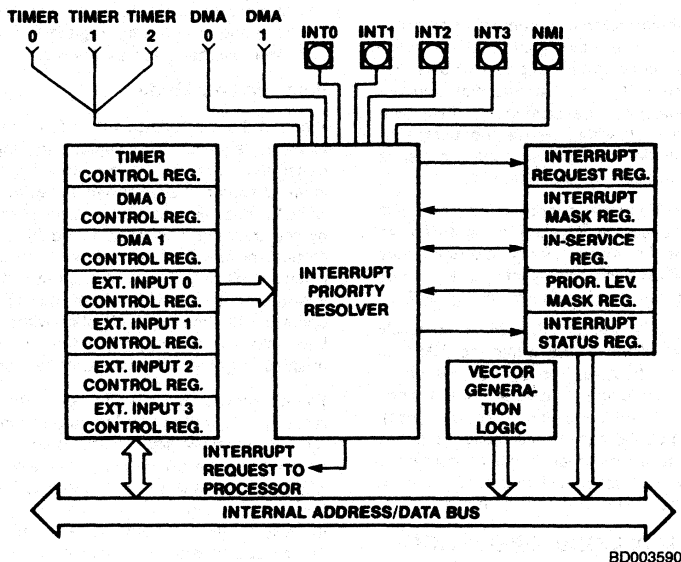 TIMER TIMER TIMER DMA DMA
0 1 2 0 1
INT0 INT1 INT2 INT3 NMI
TIMER
CONTROL REG.
DMA 0
CONTROL REG.
DMA 1
CONTROL REG.
EXT. INPUT 0
CONTROL REG.
EXT. INPUT 1
CONTROL REG.
EXT. INPUT 2
CONTROL REG.
EXT. INPUT 3
CONTROL REG.
INTERRUPT
PRIORITY
RESOLVER
INTERRUPT
REQUEST REG.
INTERRUPT
MASK REG.
IN-SERVICE
REG.
PRIOR. LEV.
MASK REG.
INTERRUPT
STATUS REG.
VECTOR
GENERA-
TION
LOGIC
INTERRUPT
REQUEST TO
PROCESSOR
INTERNAL ADDRESS/DATA BUS
BD003590